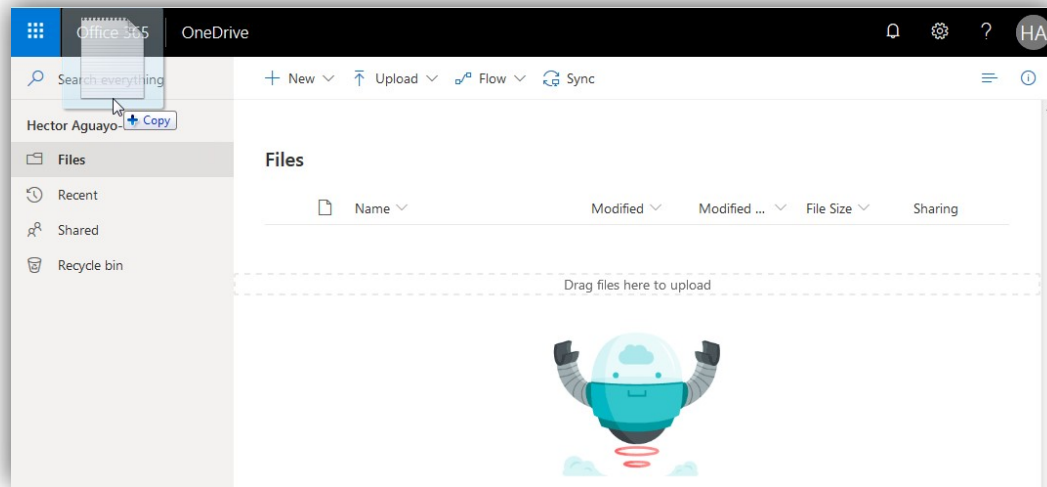 Office 365 OneDrive ? HA
Search everything + New Upload Flow Sync
Copy
Hector Aguayo-
Files
Files
Recent
Name Modified Modified ... File Size Sharing
Shared
Recycle bin
Drag files here to upload